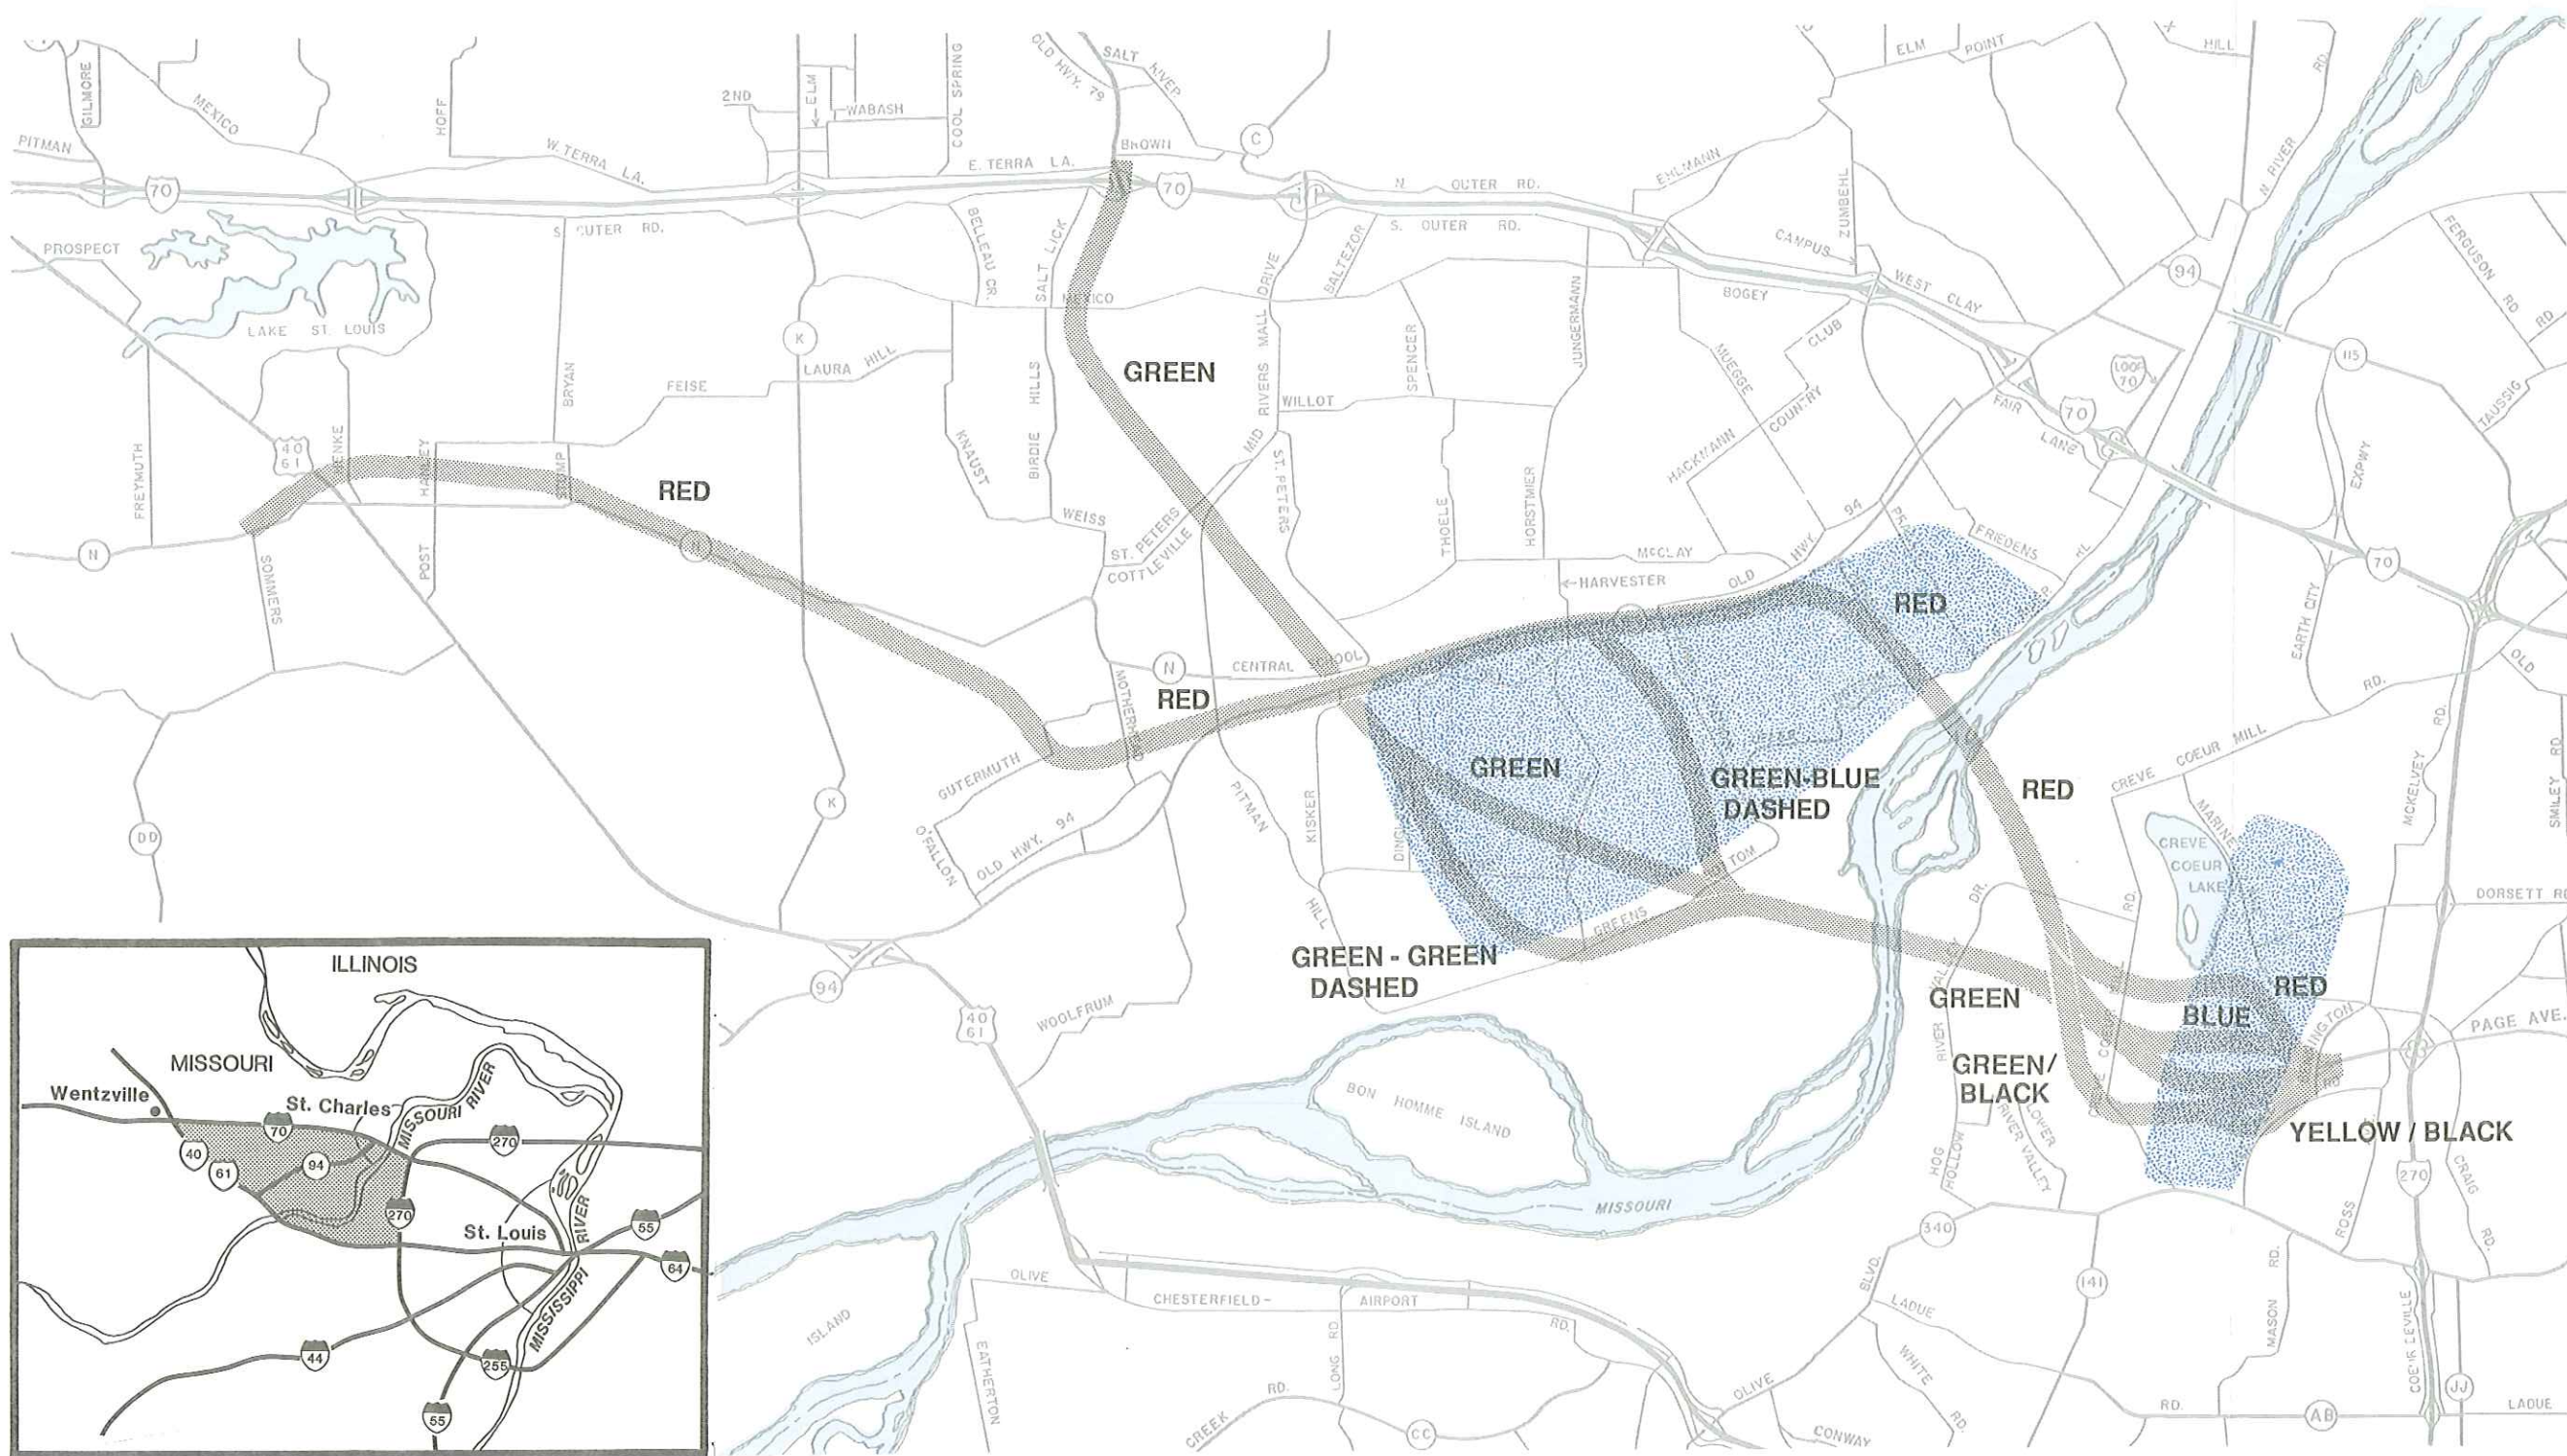 GILMORE
MEXICO
PITMAN
HOFF
W. TERRA LA.
2ND
ELM
WABASH
COOL SPRING
E. TERRA LA.
OLD HWY. 79
SALT RIVER
BROWN
C
70
70
N. OUTER RD.
S. OUTER RD.
EHLMANN
ELM POINT
HILL
N. RIVER RD.
ZUMBEHL
CAMPUS
WEST CLAY
BOGEY
94
115
LOOP 70
FERGUSON RD
RD
TAUSSIG
PROSPECT
LAKE ST. LOUIS
S. OUTER RD.
BELLEAU CR.
SALT LICK
MEXICO
MID RIVERS MALL DRIVE
BALTEZOR
SPENCER
JUNGERMANN
MUEGGE
CLUB
COUNTRY
HACKMANN
FAIR LANE
70
K
LAURA HILL
FEISE
BRYAN
GREEN
WILLOT
BIRDIE HILLS
KNAUST
ST. PETERS
THOELE
HORSTMIER
FREYMUTH
40
61
HENKE
POST HANLEY
STUMP
RED
N
N
SOMMERS
WEISS
ST. PETERS
COTTLEVILLE
McCLAY
HARVESTER
OLD HWY. 94
FRIEDENS
RED
EXPWY
EARTH CITY
70
OLD
N
CENTRAL SCHOOL
RED
MOTHERHEAD
GUTERMUTH
O'FALLON
OLD HWY. 94
PITMAN
HILL
KISKER
GREEN
GREEN-BLUE
DASHED
TOM
GREENS
GREEN - GREEN
DASHED
RED
CREVE COEUR MILL RD.
MARINE
CREVE
COEUR
LAKE
MCKELVEY RD.
SMILEY RD
DORSETT RD
RD.
DR.
RIVER VALLEY
GREEN
RED
BLUE
PAGE AVE.
GREEN/
BLACK
YELLOW / BLACK
LOWER
RIVER VALLEY
HOG
HOLLOW
ROSS
270
CRAIG RD.
DD
K
94
40
61
WOOLFRUM
BON HOMME ISLAND
MISSOURI
340
141
BLVD.
OLIVE
CHESTERFIELD - AIRPORT RD.
ISLAND
EATHERTON
LONG RD
LADUE
WHITE RD.
OLIVE
MASON RD.
COEUR
JJ
LADUE
RD.
AB
CREEK RD.
CC
CONWAY
ILLINOIS
MISSOURI
Wentzville
St. Charles
MISSOURI RIVER
70
270
40
61
94
270
St. Louis
55
64
MISSISSIPPI RIVER
44
255
55